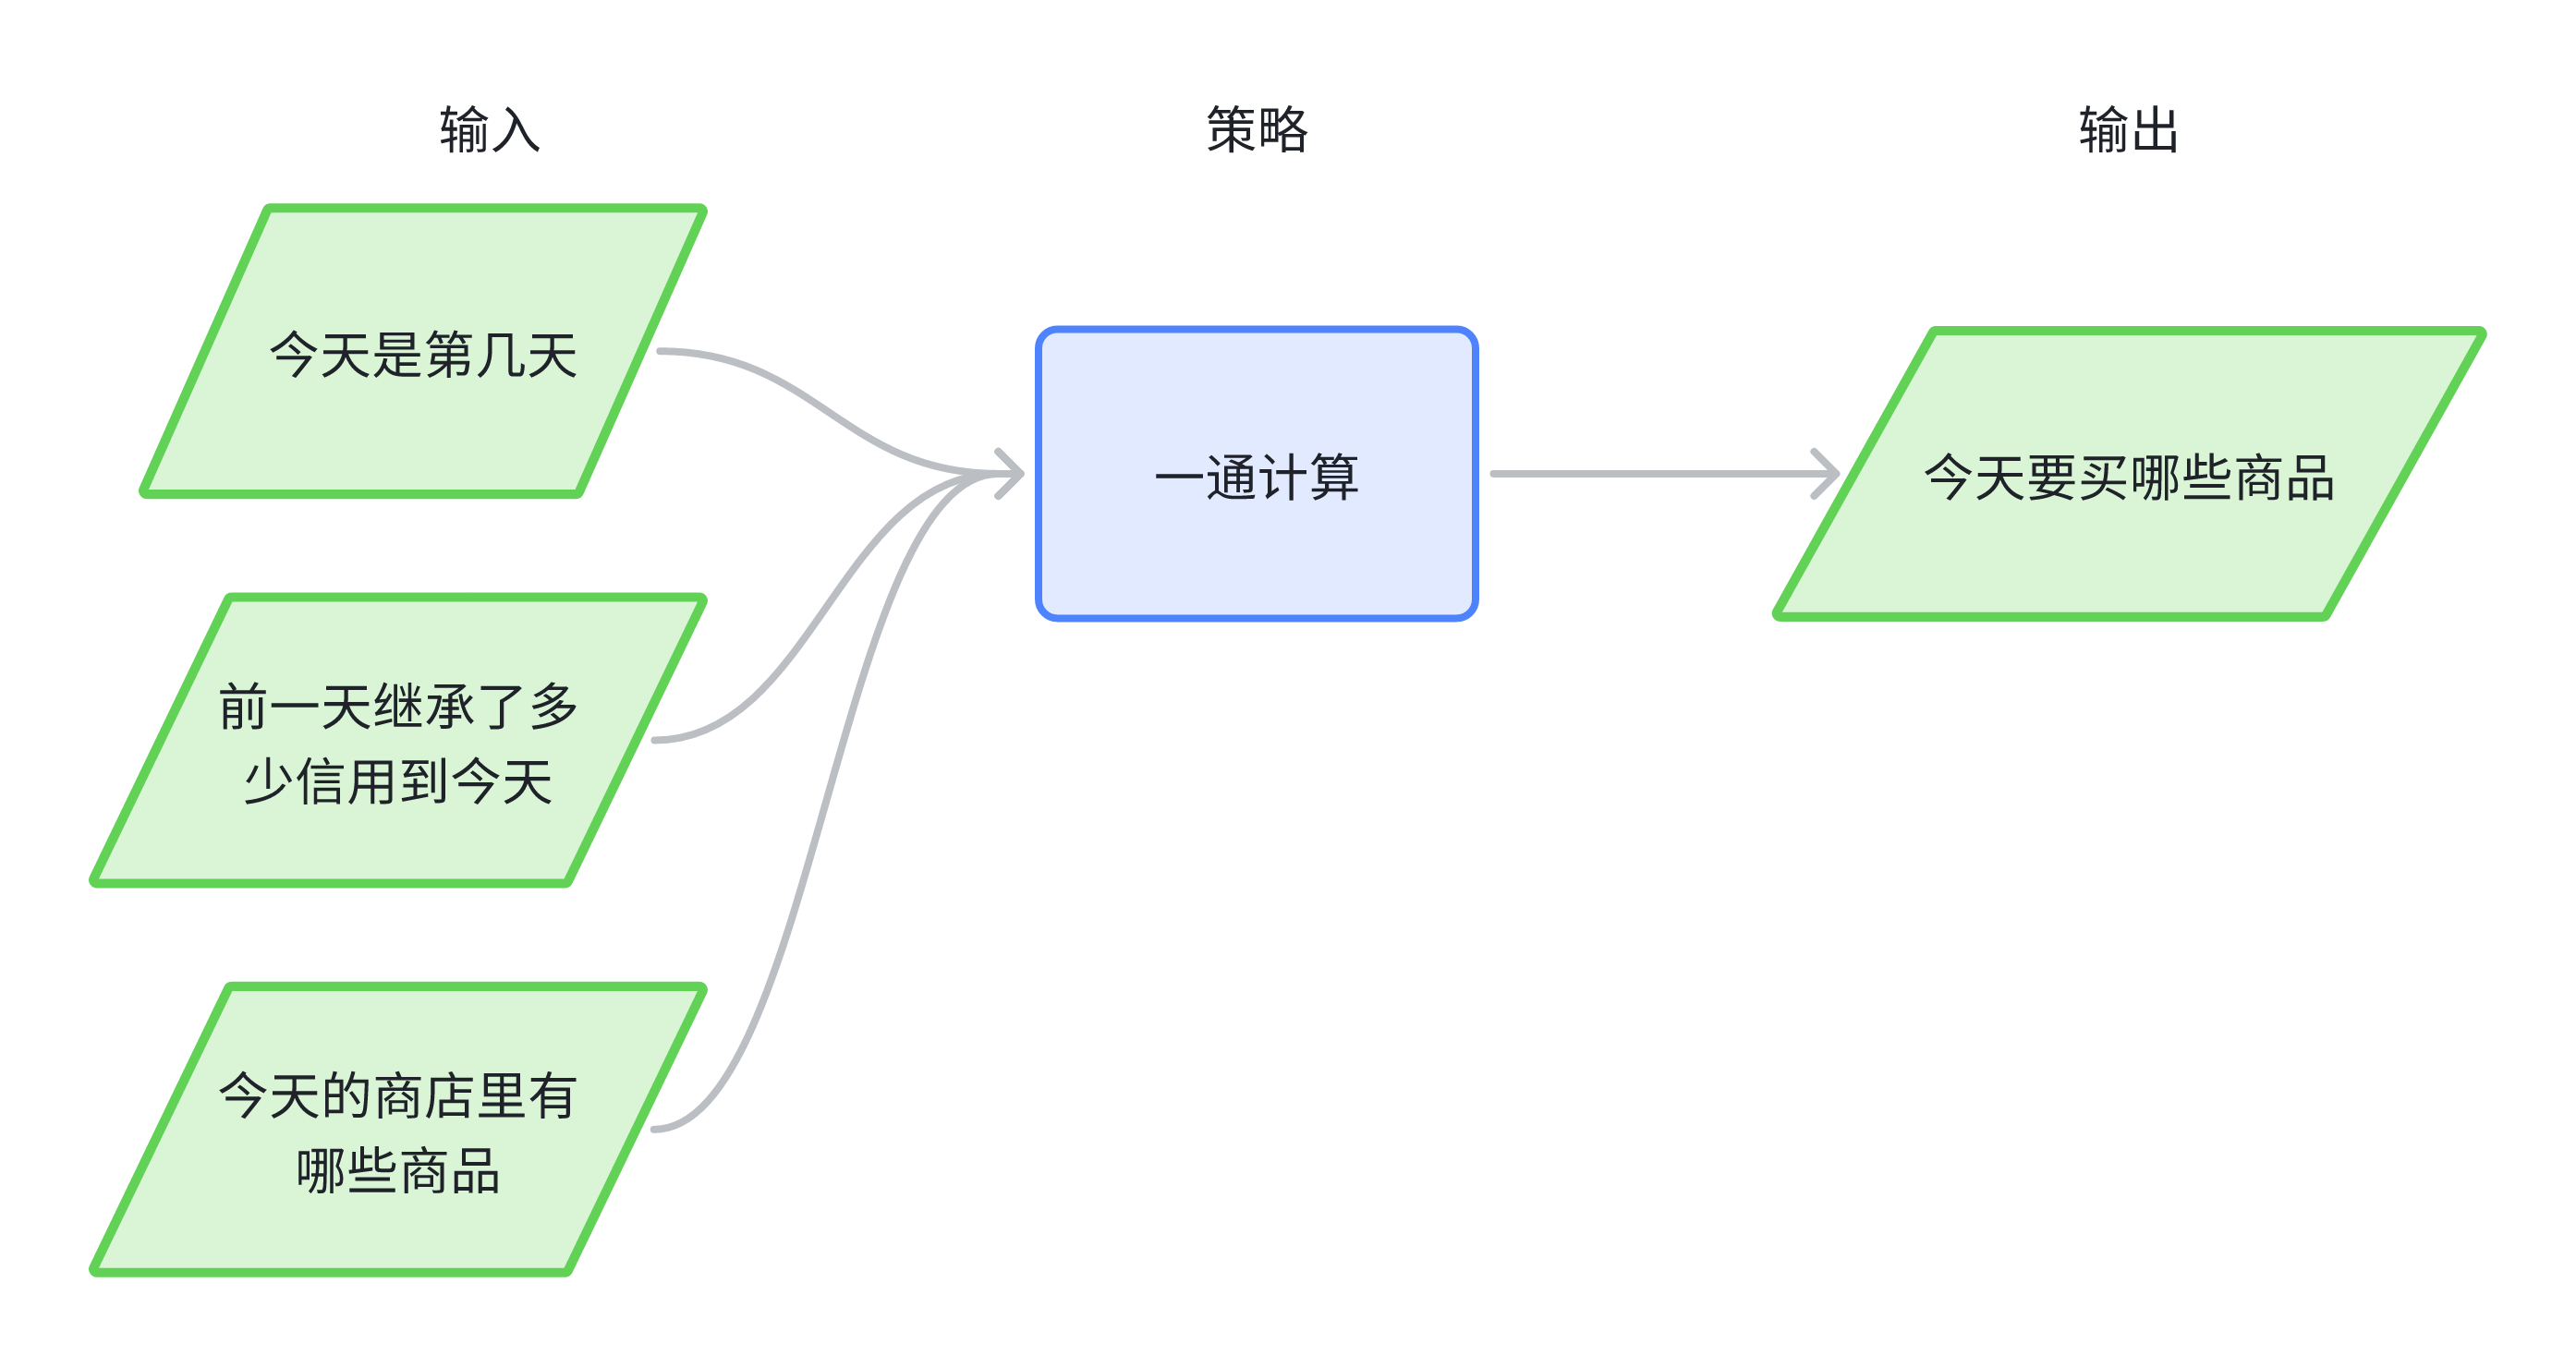 输入
策略
输出
今天是第几天
一通计算
今天要买哪些商品
前一天继承了多
少信用到今天
今天的商店里有
哪些商品